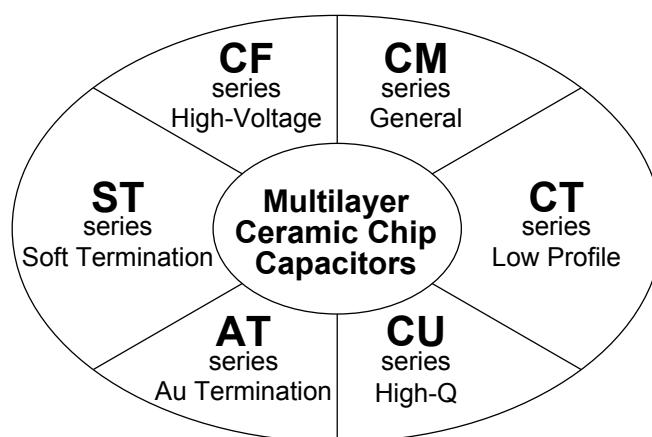 CF
series
High-Voltage
CM
series
General
ST
series
Soft Termination
Multilayer
Ceramic Chip
Capacitors
CT
series
Low Profile
AT
series
Au Termination
CU
series
High-Q